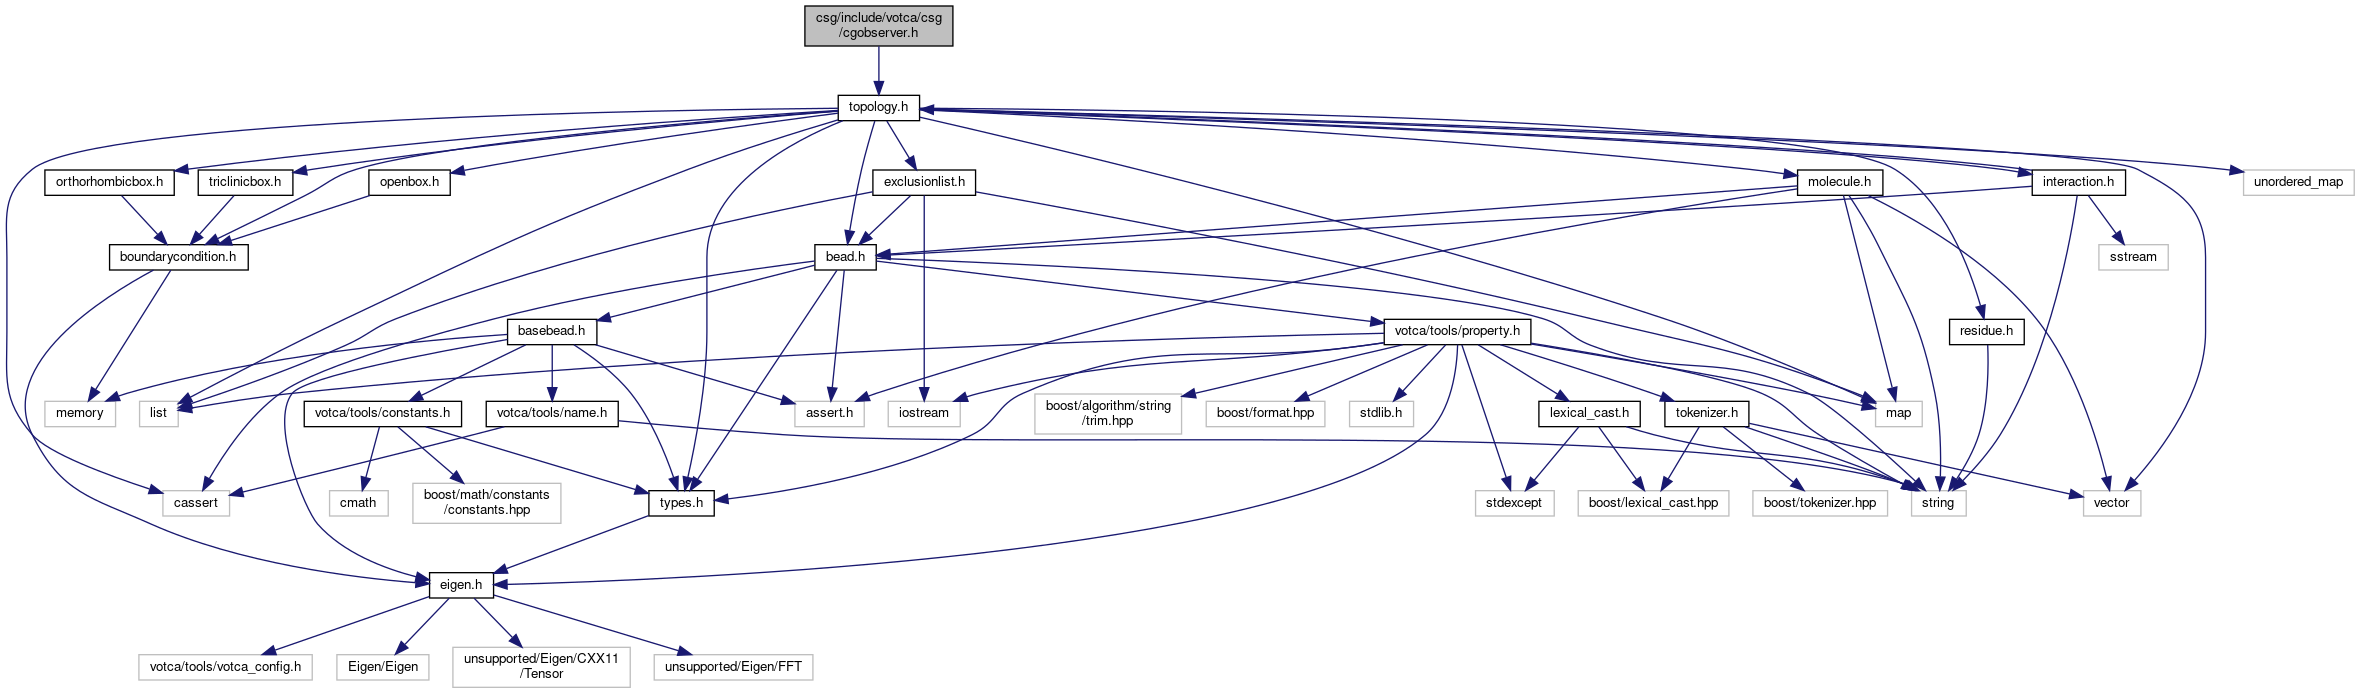 csg/include/votca/csg
/cgobserver.h
topology.h
orthorhombicbox.h
triclinicbox.h
openbox.h
exclusionlist.h
molecule.h
interaction.h
unordered_map
boundarycondition.h
bead.h
sstream
basebead.h
votca/tools/property.h
residue.h
memory
list
votca/tools/constants.h
votca/tools/name.h
assert.h
iostream
boost/algorithm/string
/trim.hpp
boost/format.hpp
stdlib.h
lexical_cast.h
tokenizer.h
map
cassert
cmath
boost/math/constants
/constants.hpp
types.h
stdexcept
boost/lexical_cast.hpp
boost/tokenizer.hpp
string
vector
eigen.h
votca/tools/votca_config.h
Eigen/Eigen
unsupported/Eigen/CXX11
/Tensor
unsupported/Eigen/FFT